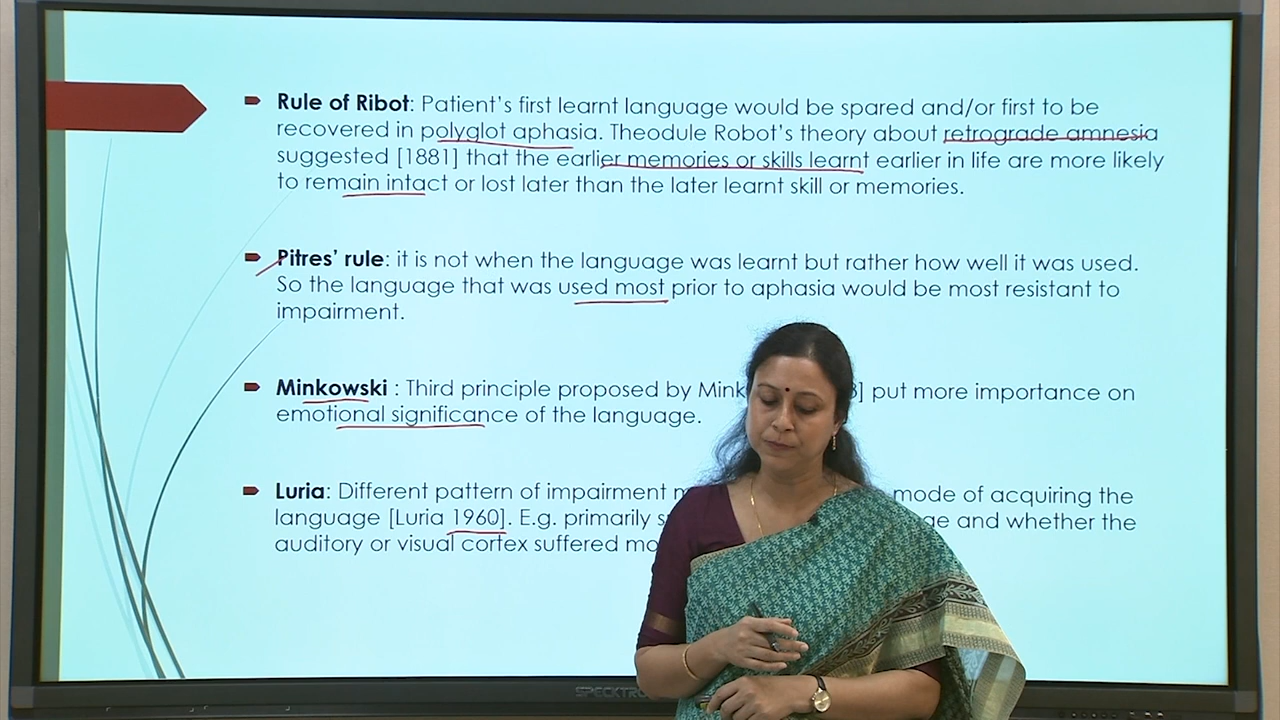 Rule of Ribot: Patient's first learnt language would be spared and/or first to be
recovered in polyglot aphasia. Theodule Robot's theory about retrograde amnesia
suggested [1881] that the earlier memories or skills learnt earlier in life are more likely
to remain intact or lost later than the later learnt skill or memories.
Pitres' rule: it is not when the language was learnt but rather how well it was used.
So the language that was used most prior to aphasia would be most resistant to
impairment.
Minkowski : Third principle proposed by Mink ] put more importance on
emotional significance of the language.
Luria: Different pattern of impairment mode of acquiring the
language [Luria 1960]. E.g. primarily and whether the
auditory or visual cortex suffered